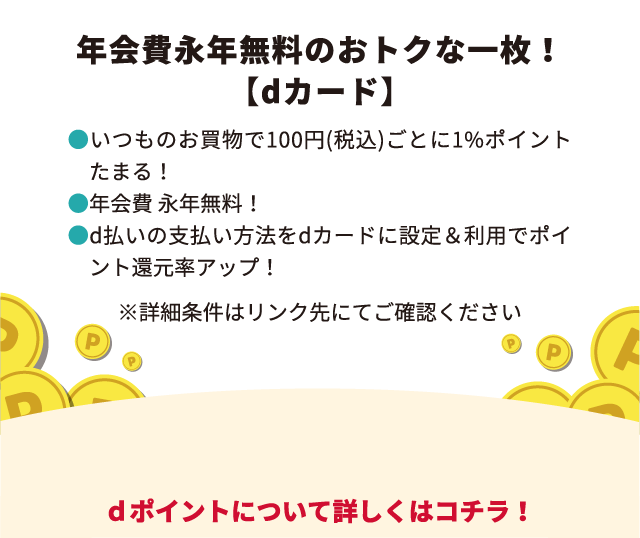 年会費永年無料のおトクな一枚！
【dカード】
●いつものお買物で100円(税込)ごとに1%ポイント
たまる！
●年会費 永年無料！
●d払いの支払い方法をdカードに設定＆利用でポイ
ント還元率アップ！
※詳細条件はリンク先にてご確認ください
P
P
P
P
P
P
P
P
dポイントについて詳しくはコチラ！